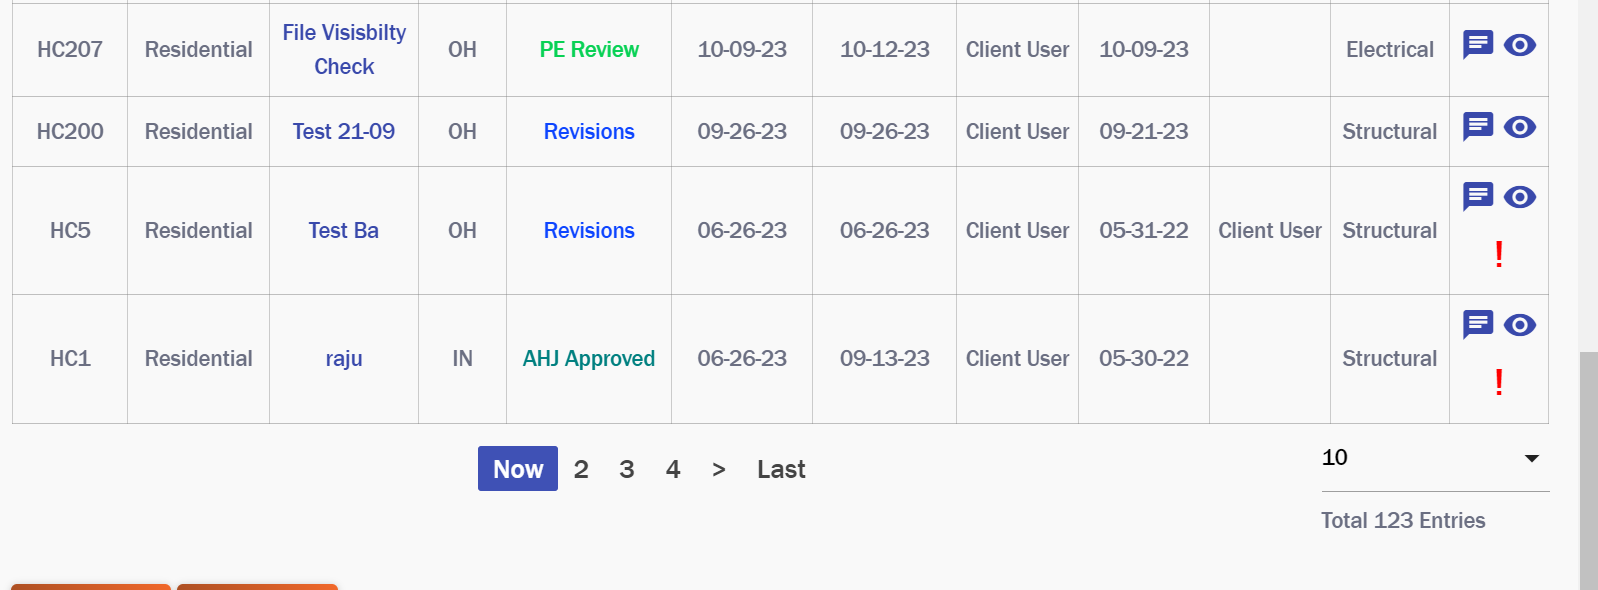 HC207 Residential File Visisbilty Check OH PE Review 10-09-23 10-12-23 Client User 10-09-23 Electrical
HC200 Residential Test 21-09 OH Revisions 09-26-23 09-26-23 Client User 09-21-23 Structural
HC5 Residential Test Ba OH Revisions 06-26-23 06-26-23 Client User 05-31-22 Client User Structural
!
HC1 Residential raju IN AHJ Approved 06-26-23 09-13-23 Client User 05-30-22 Structural
!
Now 2 3 4 > Last 10
Total 123 Entries